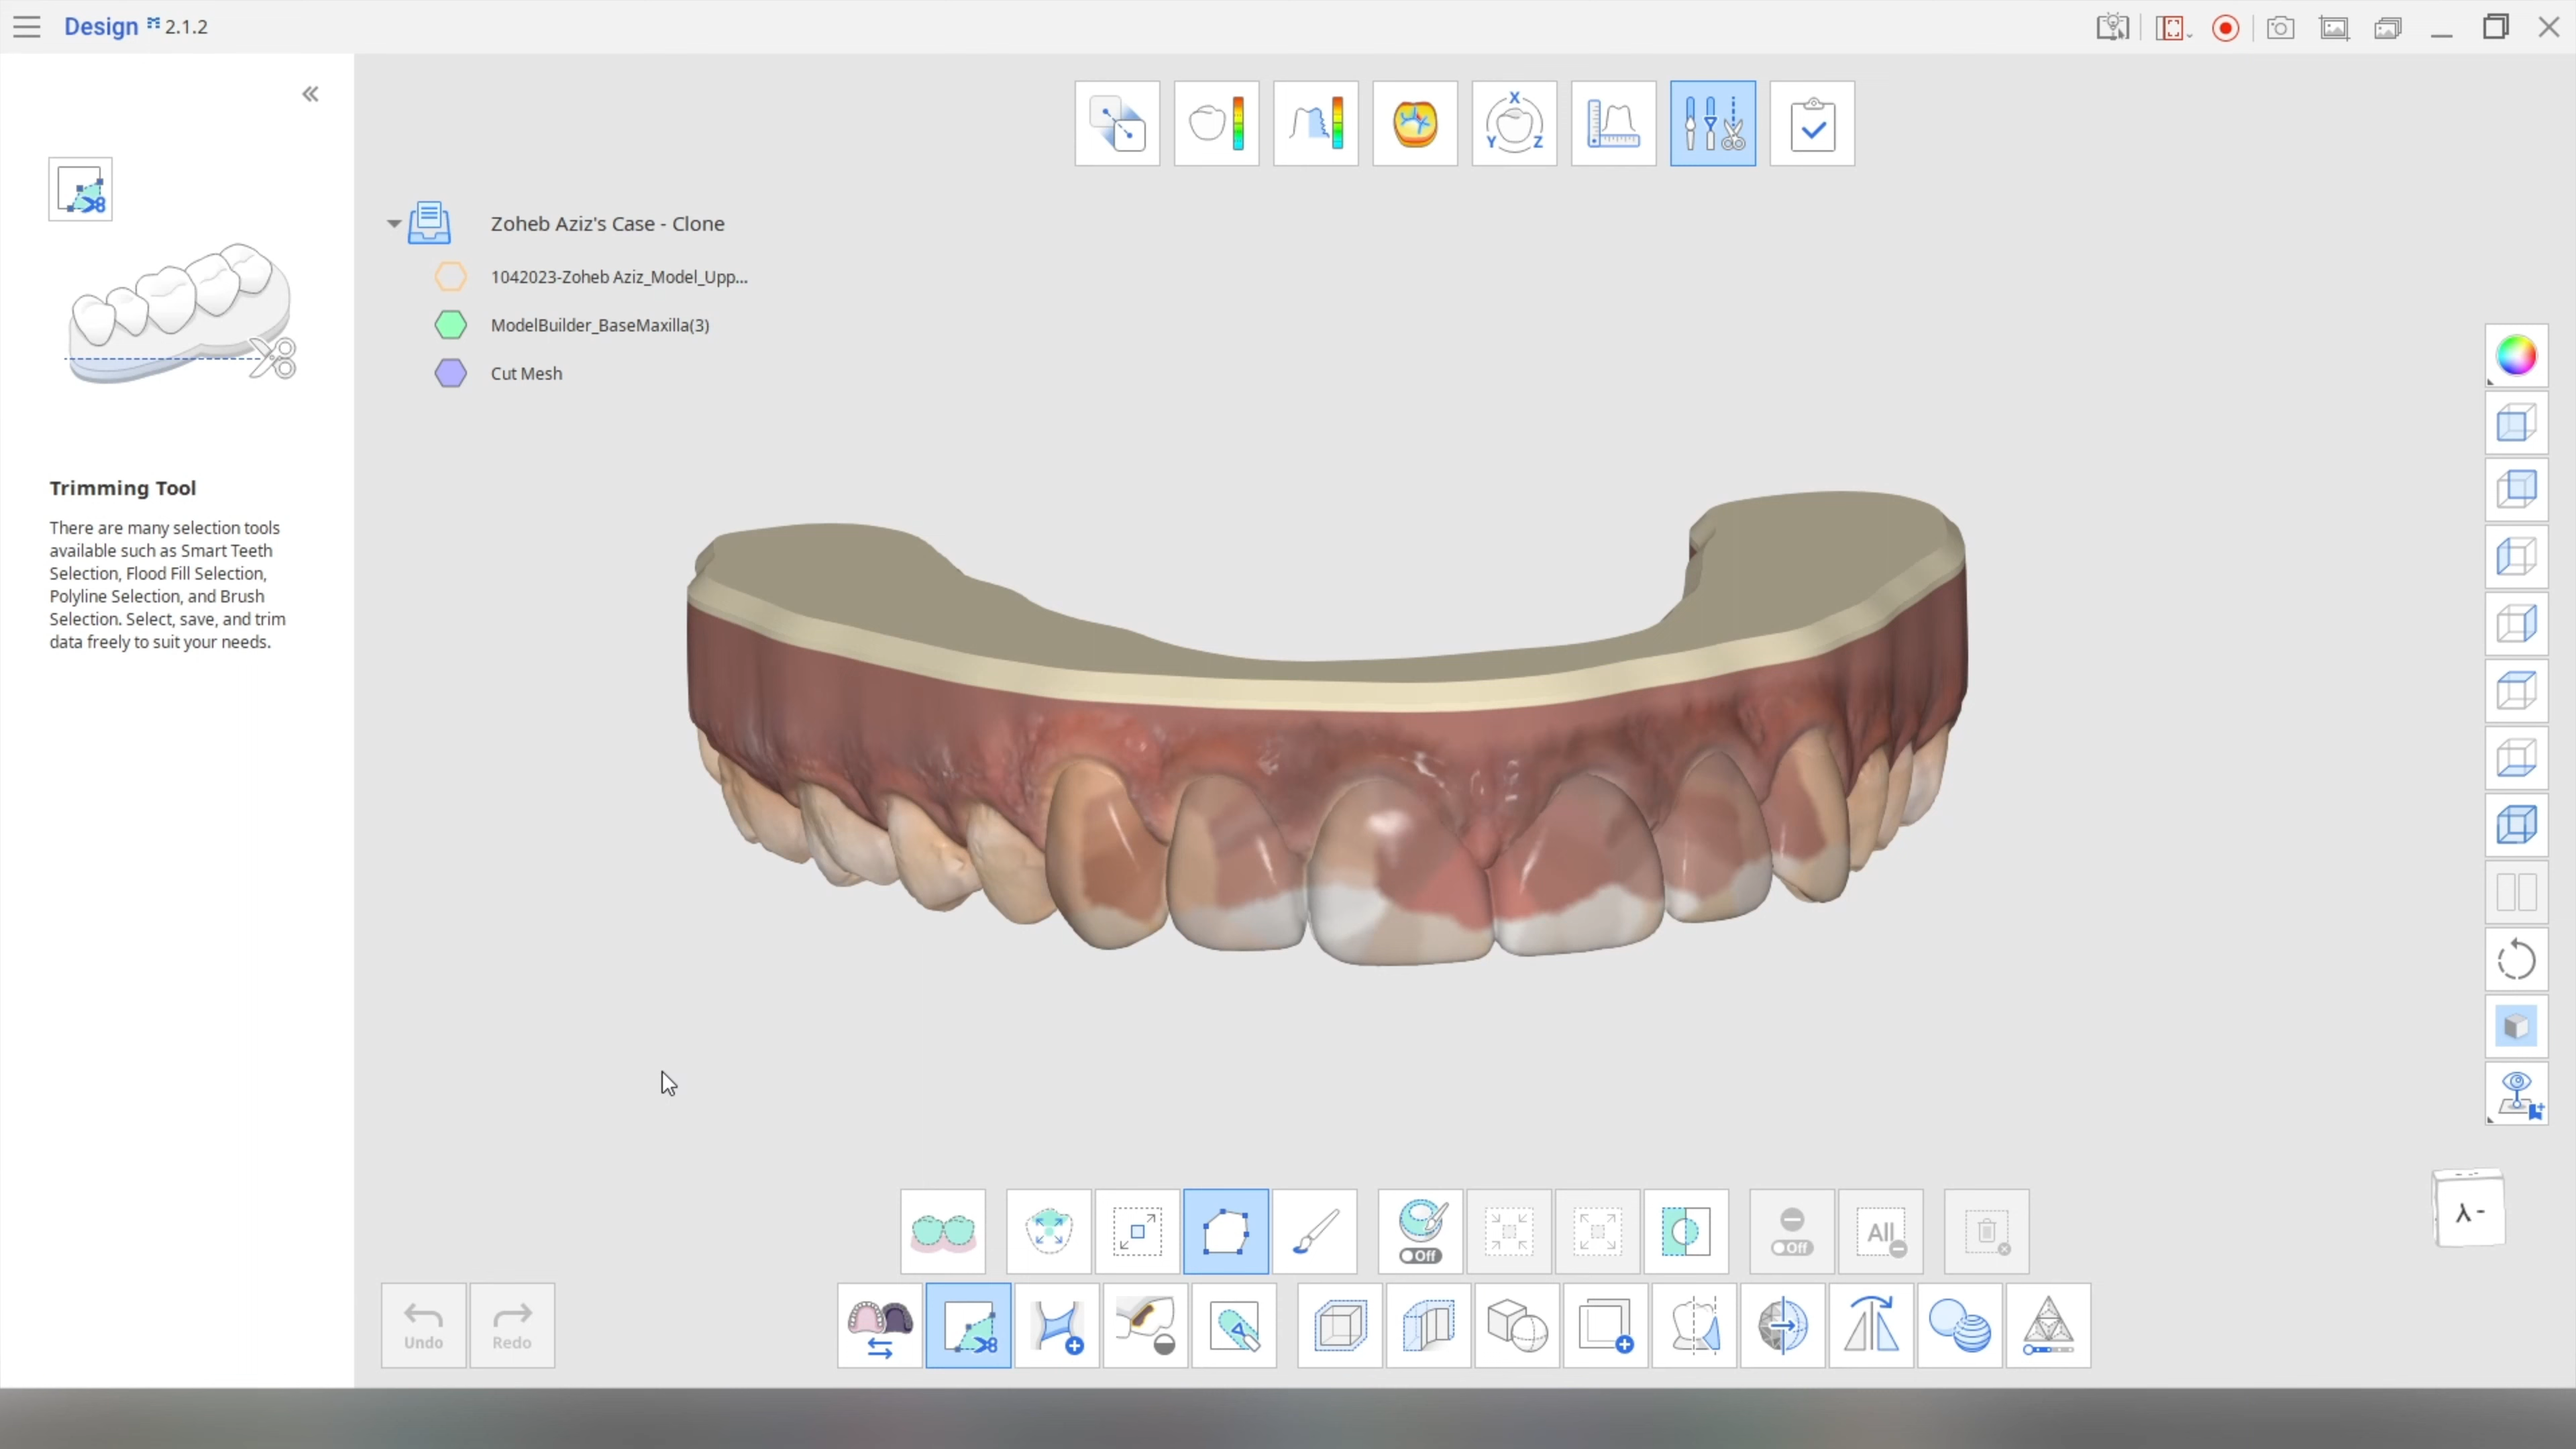 Design 2.1.2
X
Y Z
Zoheb Aziz's Case - Clone
1042023-Zoheb Aziz_Model_Upp...
ModelBuilder_BaseMaxilla(3)
Cut Mesh
Trimming Tool
There are many selection tools
available such as Smart Teeth
Selection, Flood Fill Selection,
Polyline Selection, and Brush
Selection. Select, save, and trim
data freely to suit your needs.
Off
Off
All
Undo
Redo